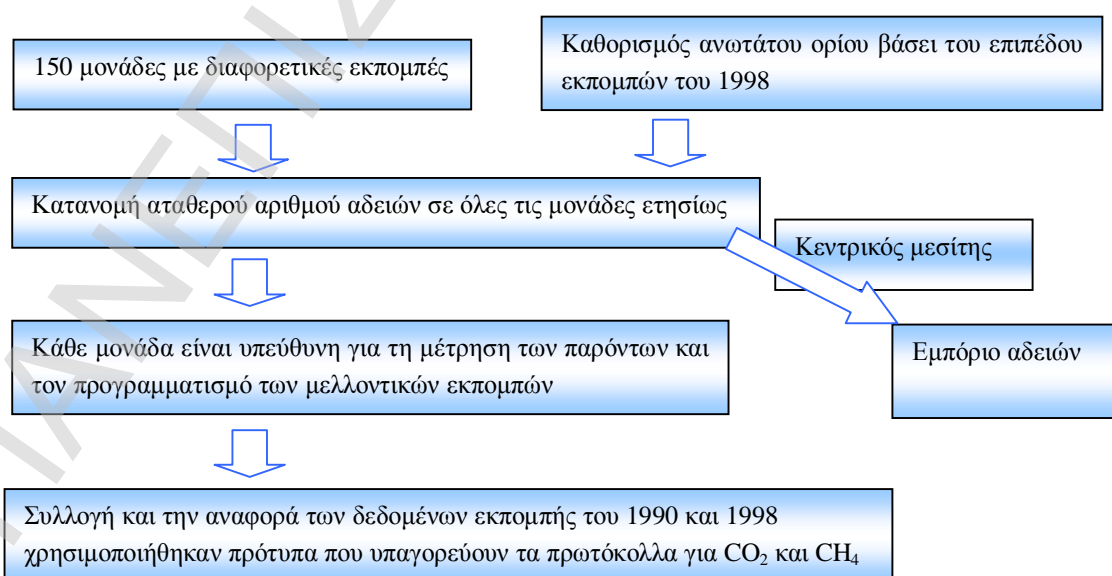 150 μονάδες με διαφορετικές εκπομπές
Καθορισμός ανωτάτου ορίου βάσει του επιπέδου
εκπομπών του 1998
Κατανομή αταθερού αριθμού αδειών σε όλες τις μονάδες ετησίως
Κεντρικός μεσίτης
Κάθε μονάδα είναι υπεύθυνη για τη μέτρηση των παρόντων και
τον προγραμματισμό των μελλοντικών εκπομπών
Εμπόριο αδειών
Συλλογή και την αναφορά των δεδομένων εκπομπής του 1990 και 1998
χρησιμοποιήθηκαν πρότυπα που υπαγορεύουν τα πρωτόκολλα για CO₂ και CH₄